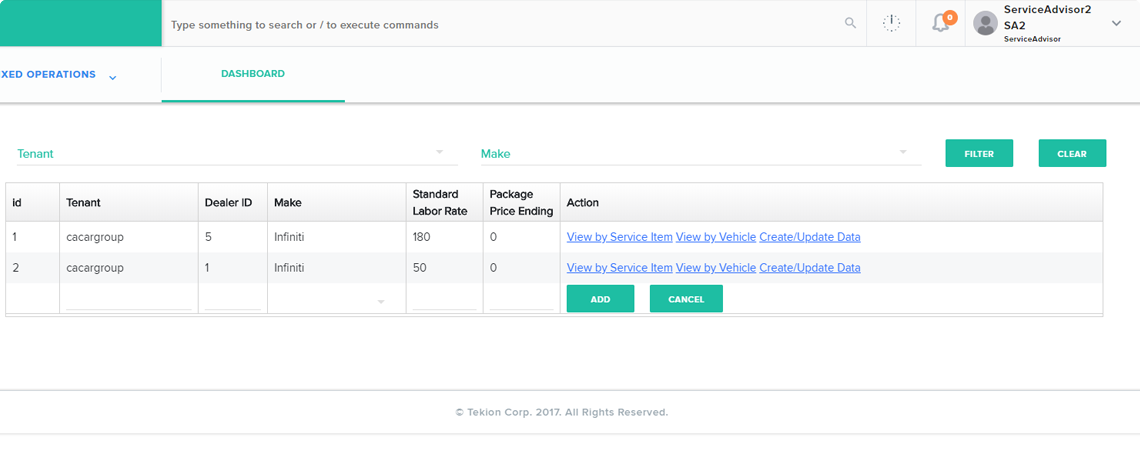 Type something to search or / to execute commands
0
ServiceAdvisor2
SA2
ServiceAdvisor
XED OPERATIONS
DASHBOARD
Tenant
Make
FILTER
CLEAR
id Tenant Dealer ID Make Standard Labor Rate Package Price Ending Action
1 cacargroup 5 Infiniti 180 0 View by Service Item View by Vehicle Create/Update Data
2 cacargroup 1 Infiniti 50 0 View by Service Item View by Vehicle Create/Update Data
ADD CANCEL
© Tekion Corp. 2017. All Rights Reserved.